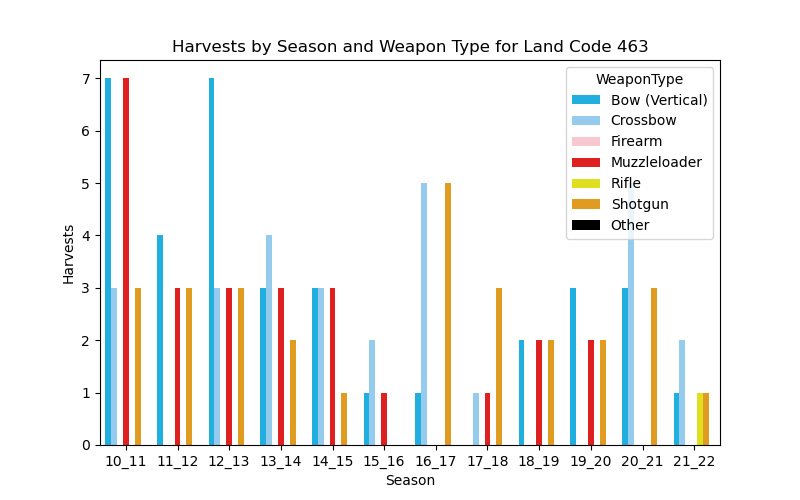 Harvests by Season and Weapon Type for Land Code 463
WeaponType
Bow (Vertical)
Crossbow
Firearm
Muzzleloader
Rifle
Shotgun
Other
Harvests
7
6
5
4
3
2
1
0
10_11 11_12 12_13 13_14 14_15 15_16 16_17 17_18 18_19 19_20 20_21 21_22
Season